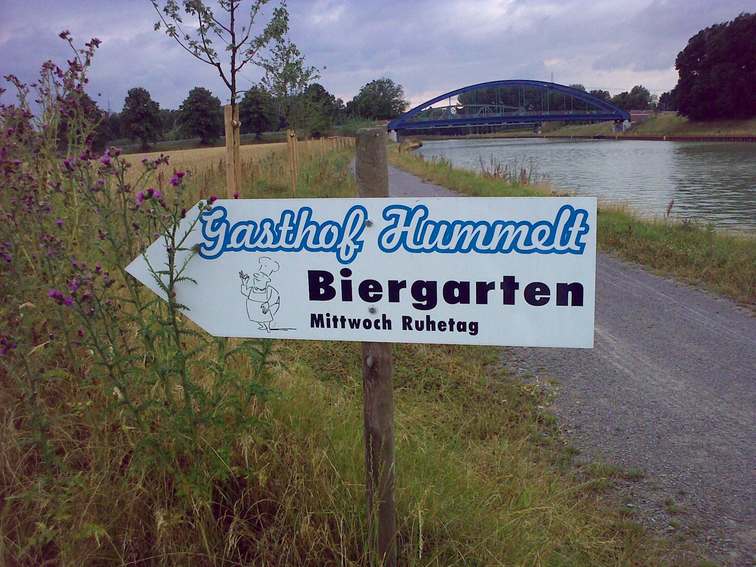 Gasthof Hummelt
Biergarten
Mittwoch Ruhetag